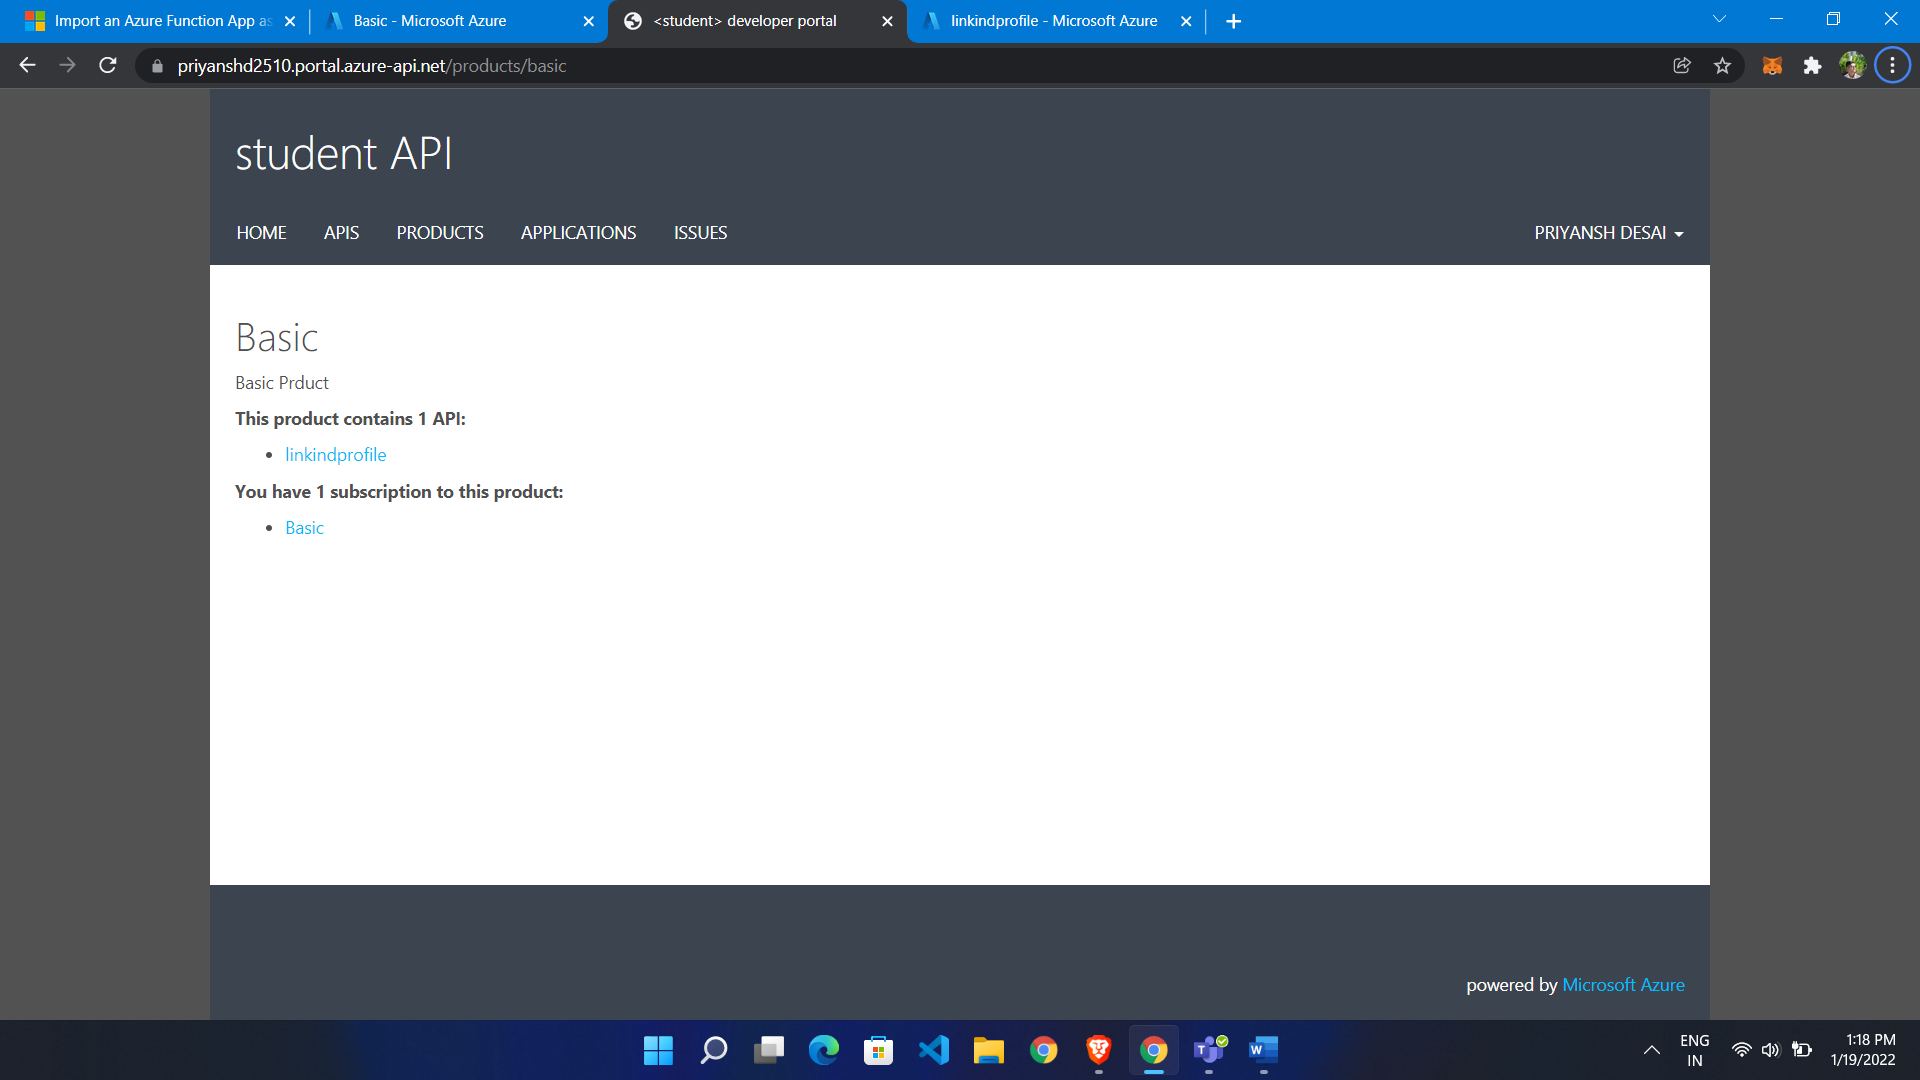 Import an Azure Function App as
Basic - Microsoft Azure
<student> developer portal
linkindprofile - Microsoft Azure
priyanshd2510.portal.azure-api.net/products/basic
student API
HOME APIS PRODUCTS APPLICATIONS ISSUES PRIYANSH DESAI
Basic
Basic Prduct
This product contains 1 API:
linkindprofile
You have 1 subscription to this product:
Basic
powered by Microsoft Azure
ENG
IN
1:18 PM
1/19/2022